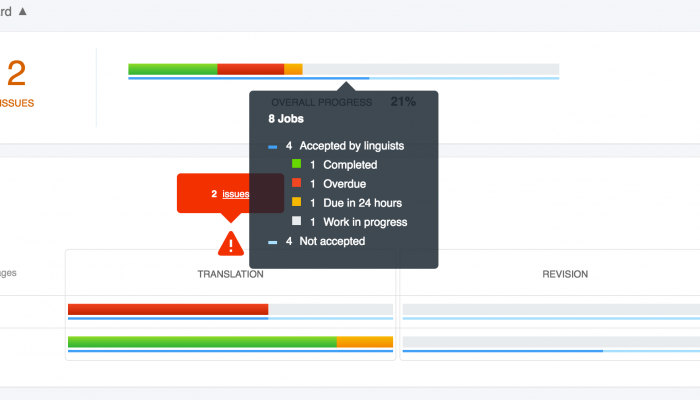 rd ▲
2
ISSUES
OVERALL PROGRESS 21%
8 Jobs
4 Accepted by linguists
1 Completed
1 Overdue
1 Due in 24 hours
1 Work in progress
4 Not accepted
2 issues
ages
TRANSLATION
REVISION